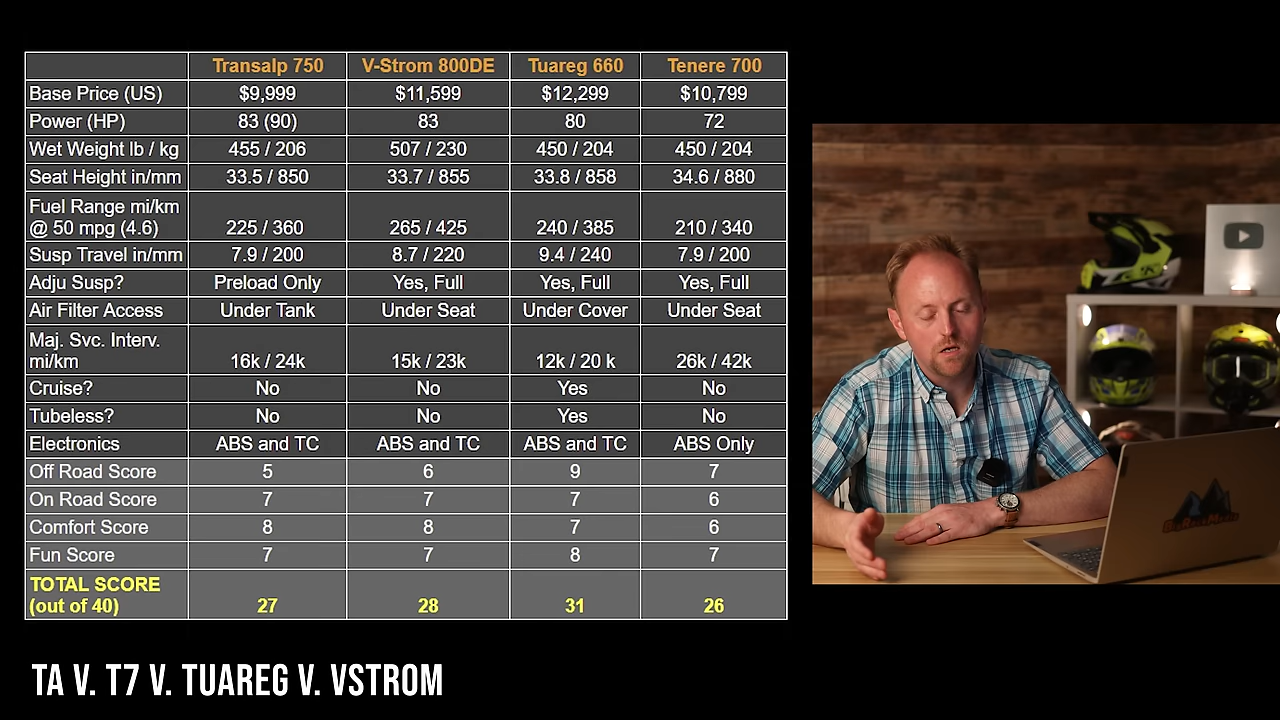 Transalp 750 V-Strom 800DE Tuareg 660 Tenere 700
Base Price (US) $9,999 $11,599 $12,299 $10,799
Power (HP) 83 (90) 83 80 72
Wet Weight lb / kg 455 / 206 507 / 230 450 / 204 450 / 204
Seat Height in/mm 33.5 / 850 33.7 / 855 33.8 / 858 34.6 / 880
Fuel Range mi/km
@ 50 mpg (4.6) 225 / 360 265 / 425 240 / 385 210 / 340
Susp Travel in/mm 7.9 / 200 8.7 / 220 9.4 / 240 7.9 / 200
Adju Susp? Preload Only Yes, Full Yes, Full Yes, Full
Air Filter Access Under Tank Under Seat Under Cover Under Seat
Maj. Svc. Interv.
mi/km 16k / 24k 15k / 23k 12k / 20 k 26k / 42k
Cruise? No No Yes No
Tubeless? No No Yes No
Electronics ABS and TC ABS and TC ABS and TC ABS Only
Off Road Score 5 6 9 7
On Road Score 7 7 7 6
Comfort Score 8 8 7 6
Fun Score 7 7 8 7
TOTAL SCORE
(out of 40) 27 28 31 26
TA V. T7 V. TUAREG V. VSTROM